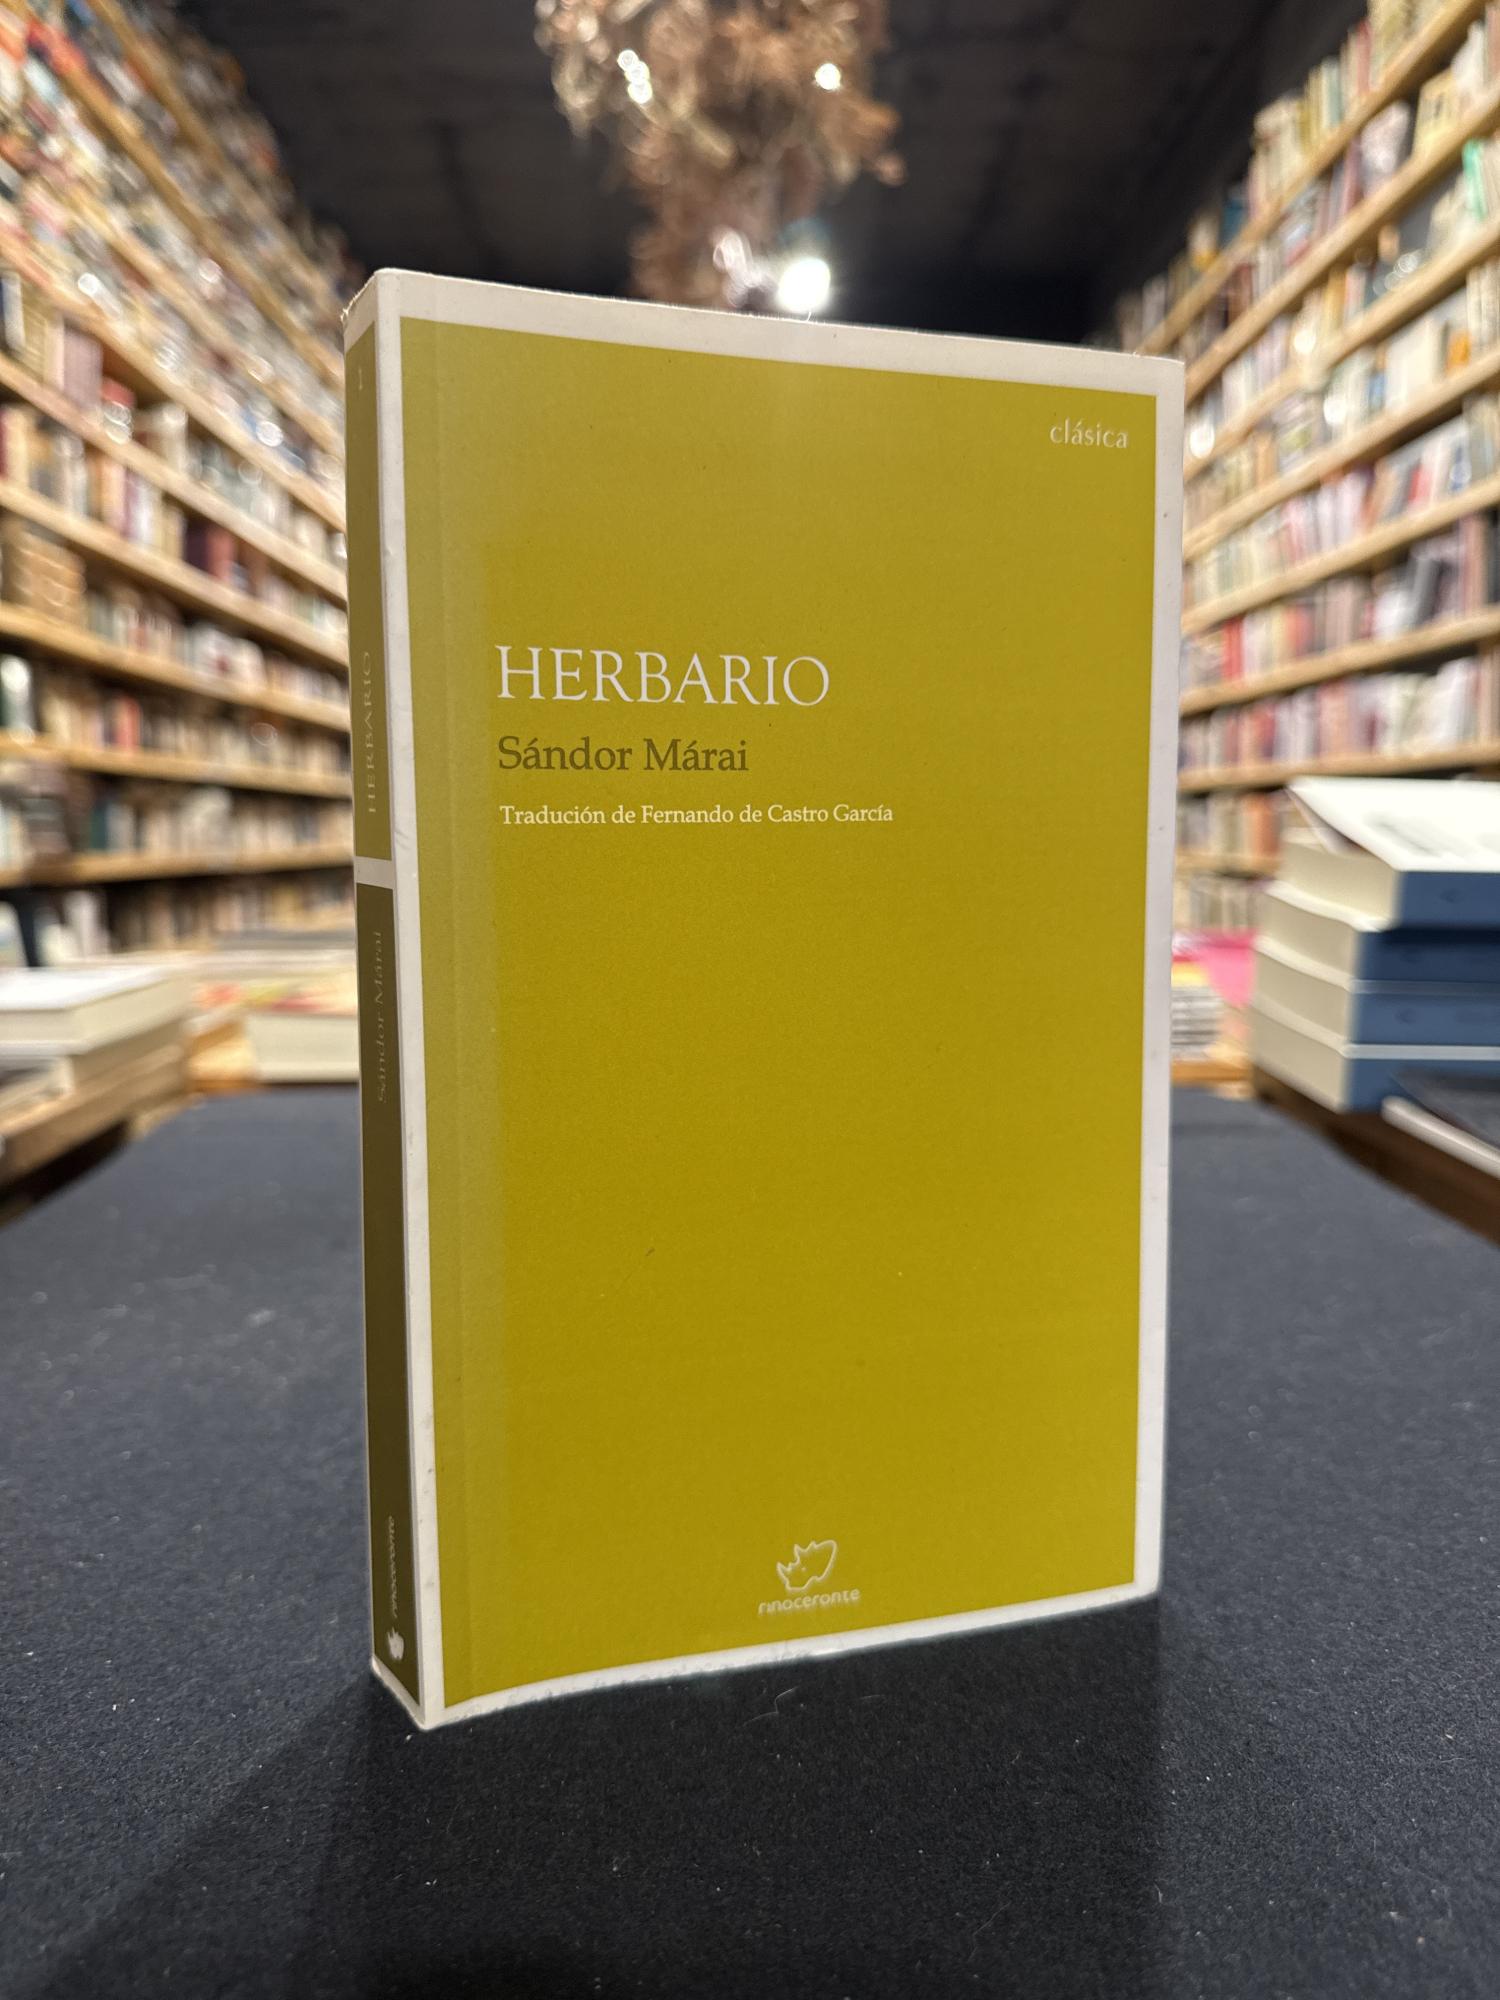 clásica
HERBARIO
Sándor Márai
Tradución de Fernando de Castro García
rinoceronte
HERBARIO
Sándor Márai
rinoceronte